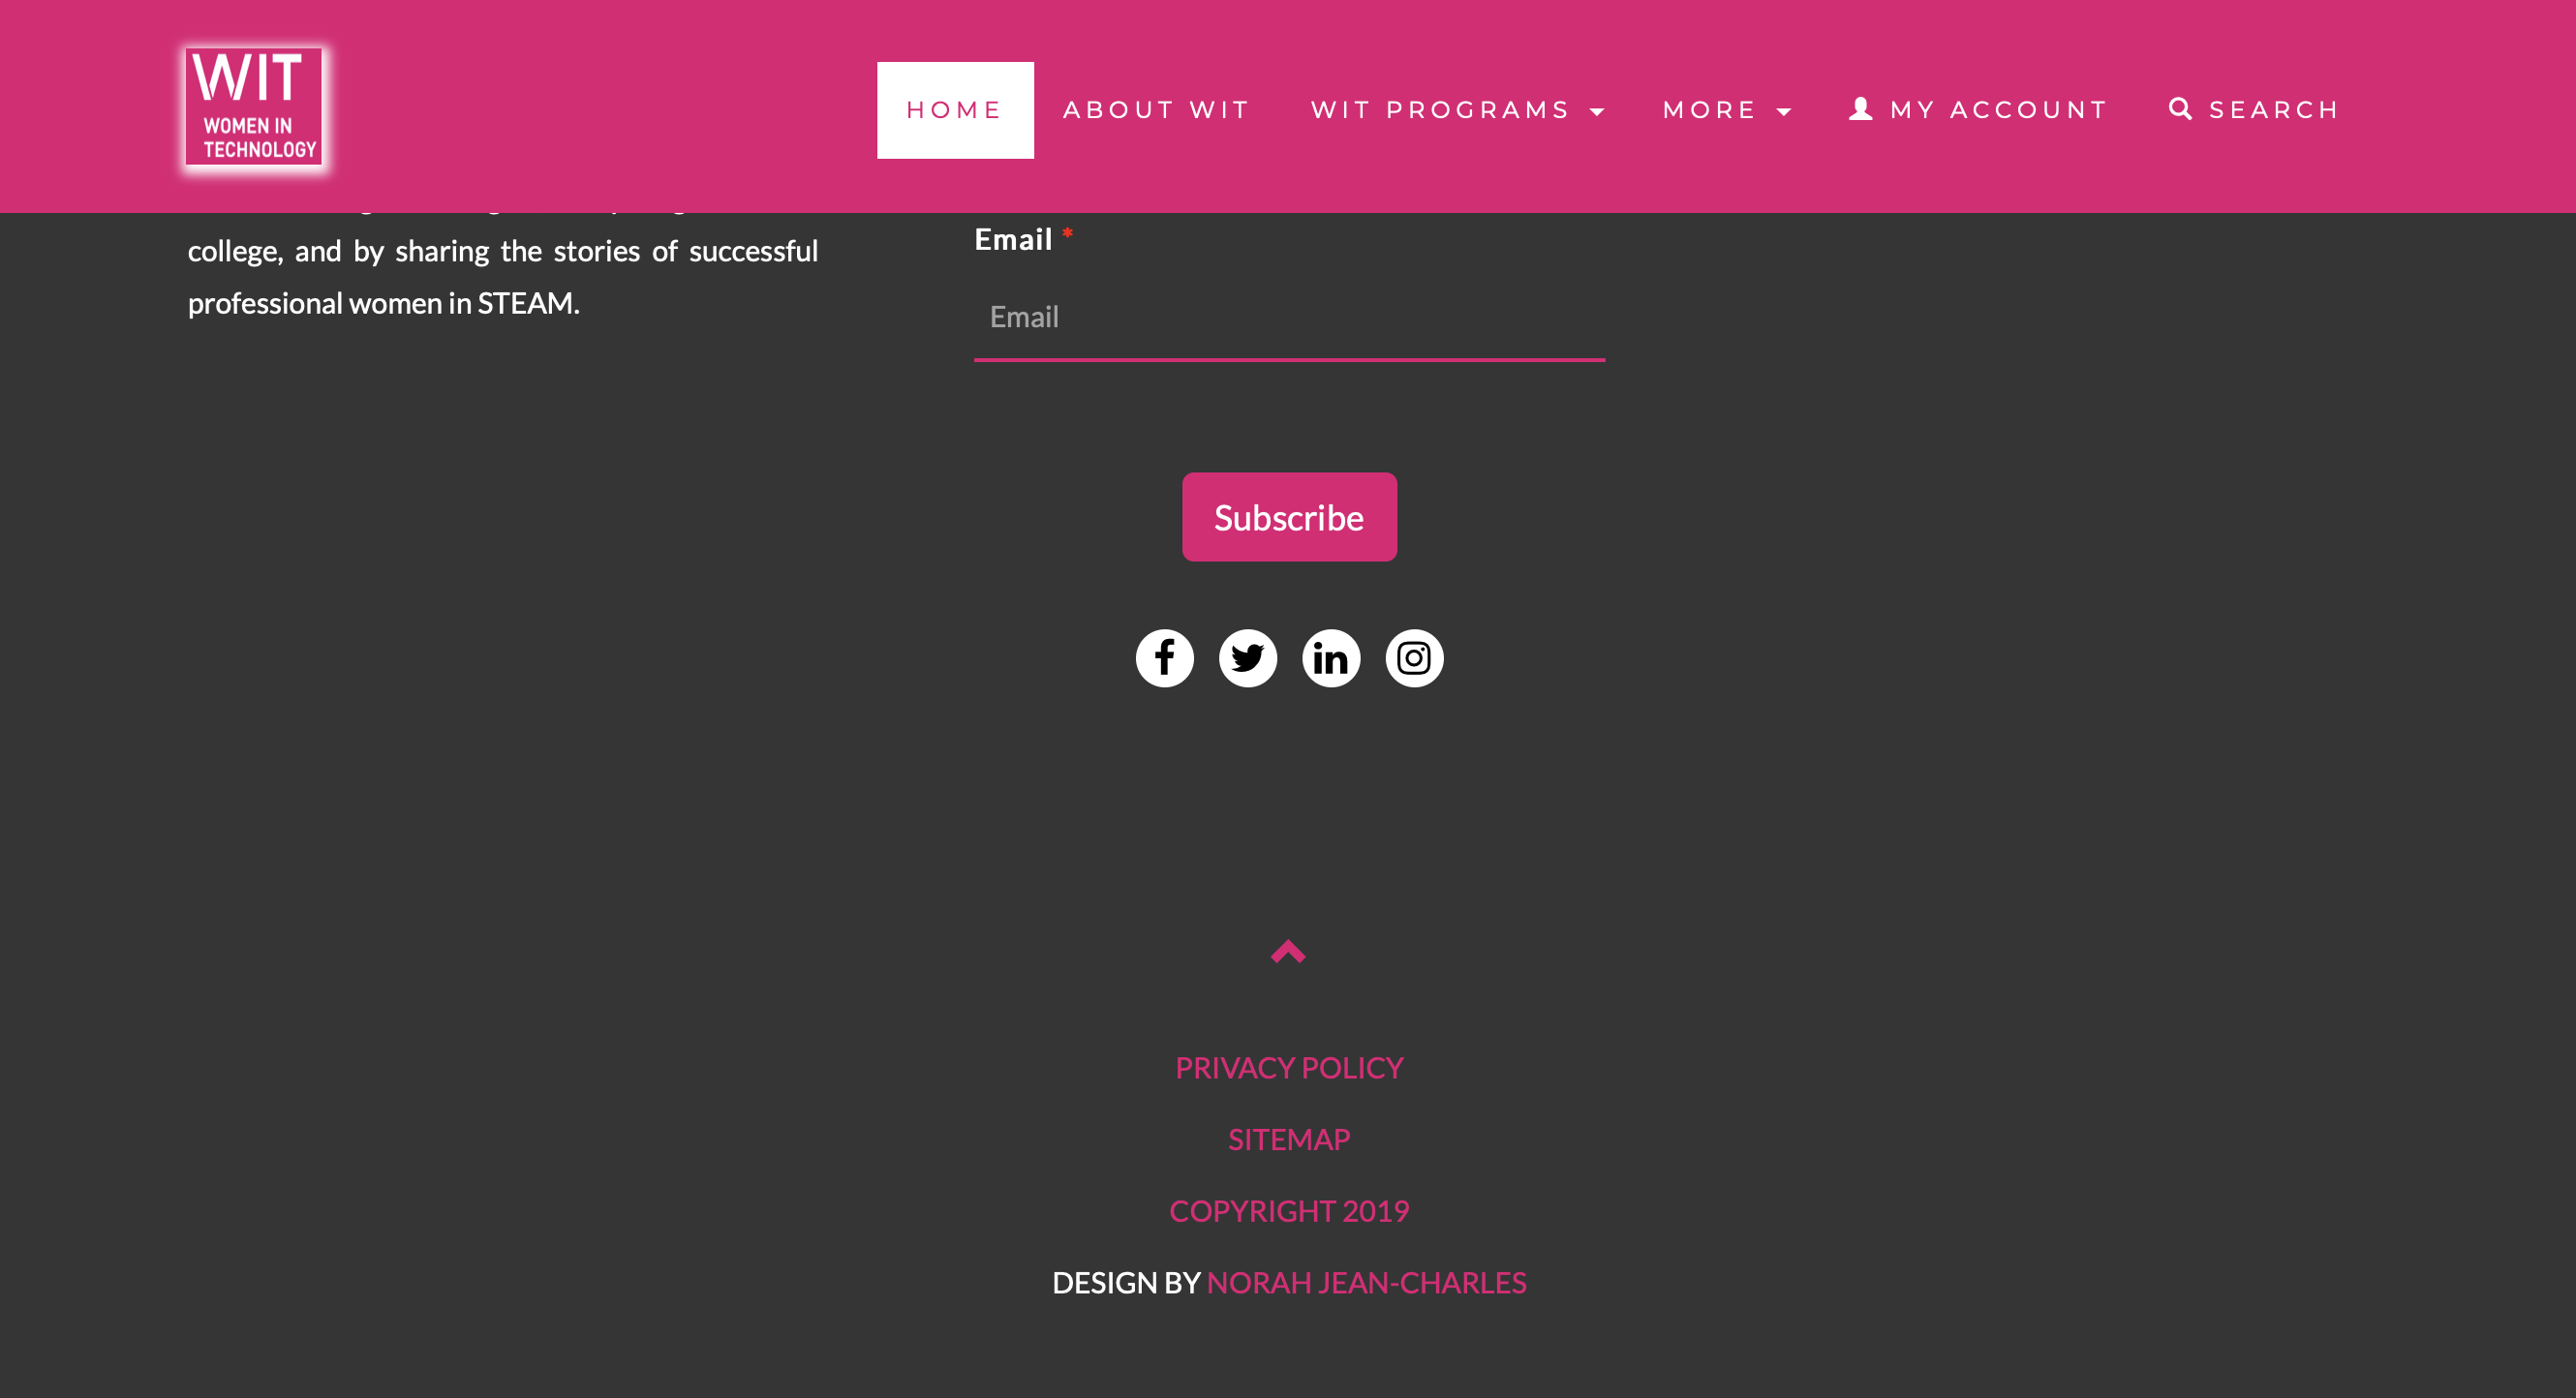 WIT
WOMEN IN
TECHNOLOGY
HOME ABOUT WIT WIT PROGRAMS MORE MY ACCOUNT SEARCH
college, and by sharing the stories of successful
professional women in STEAM.
Email *
Email
Subscribe
PRIVACY POLICY
SITEMAP
COPYRIGHT 2019
DESIGN BY NORAH JEAN-CHARLES